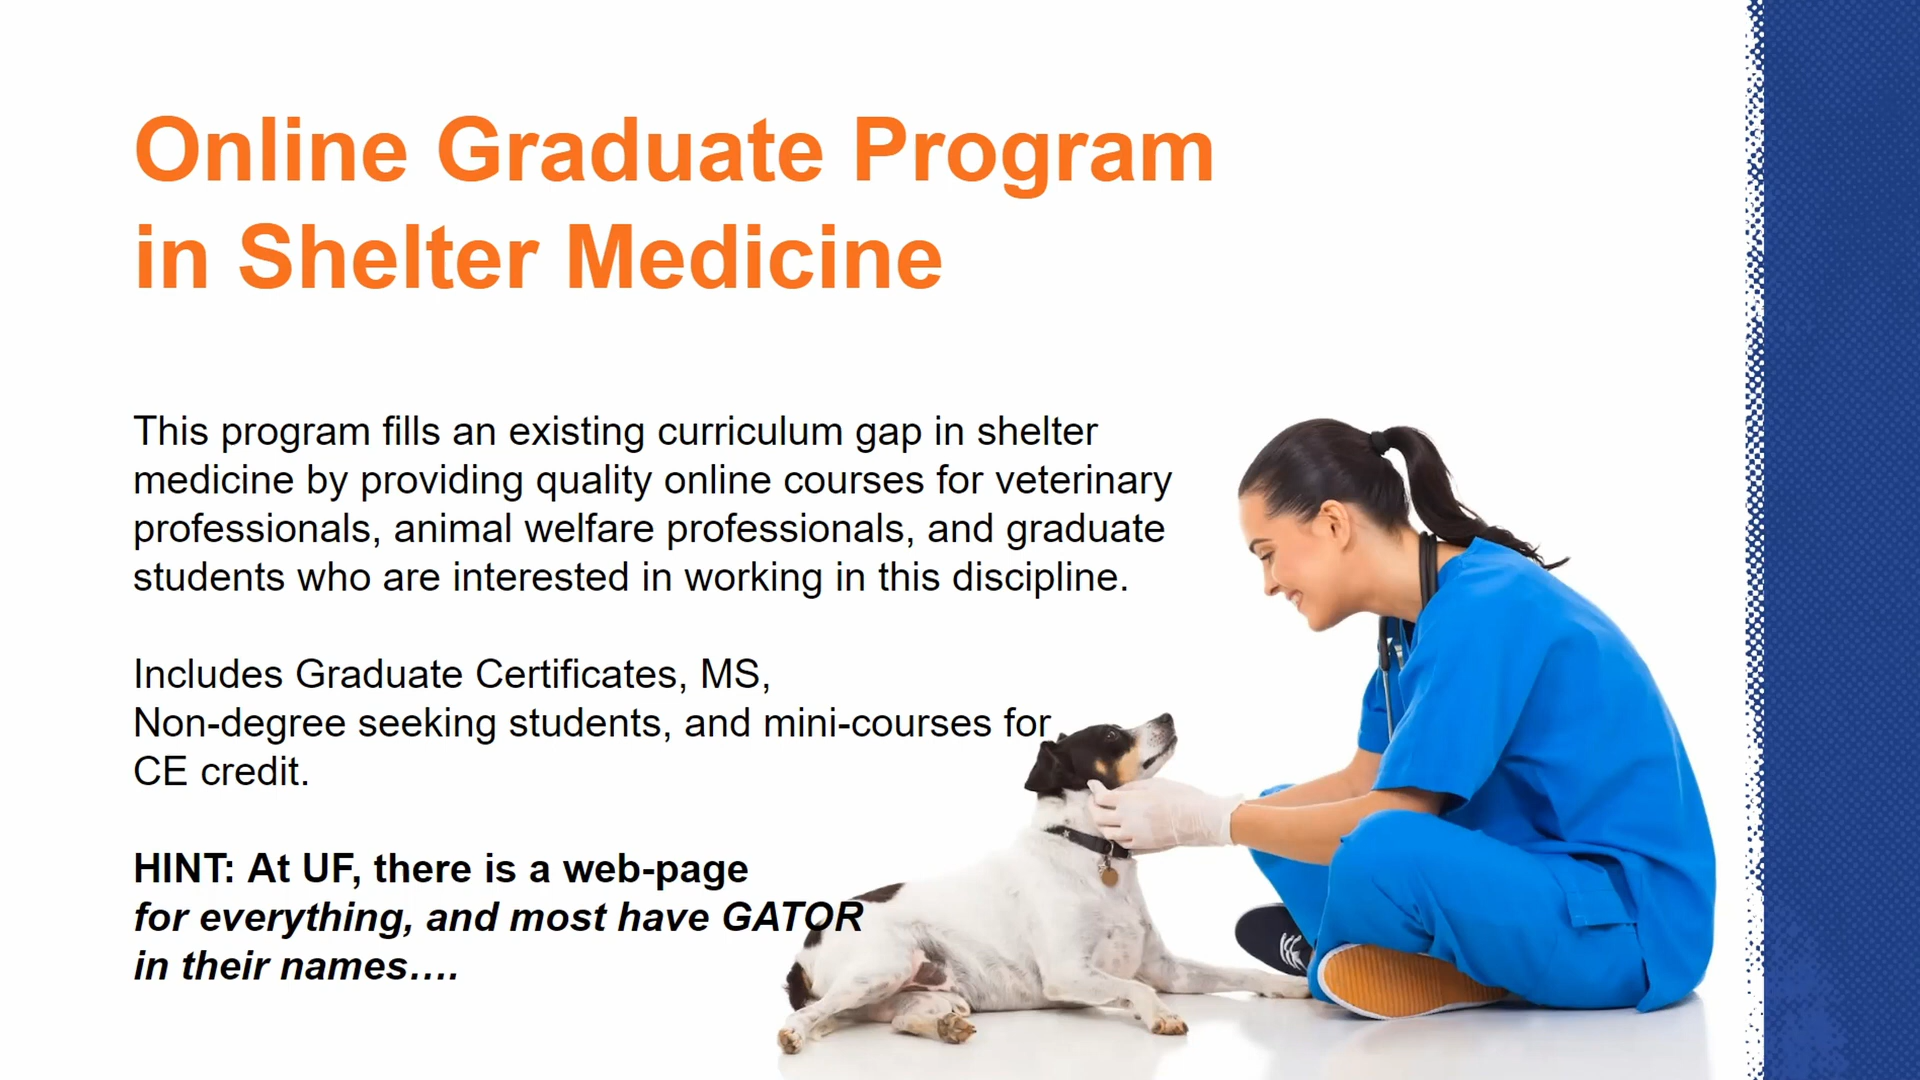 Online Graduate Program
in Shelter Medicine
This program fills an existing curriculum gap in shelter
medicine by providing quality online courses for veterinary
professionals, animal welfare professionals, and graduate
students who are interested in working in this discipline.
Includes Graduate Certificates, MS,
Non-degree seeking students, and mini-courses for
CE credit.
HINT: At UF, there is a web-page
for everything, and most have GATOR
in their names….